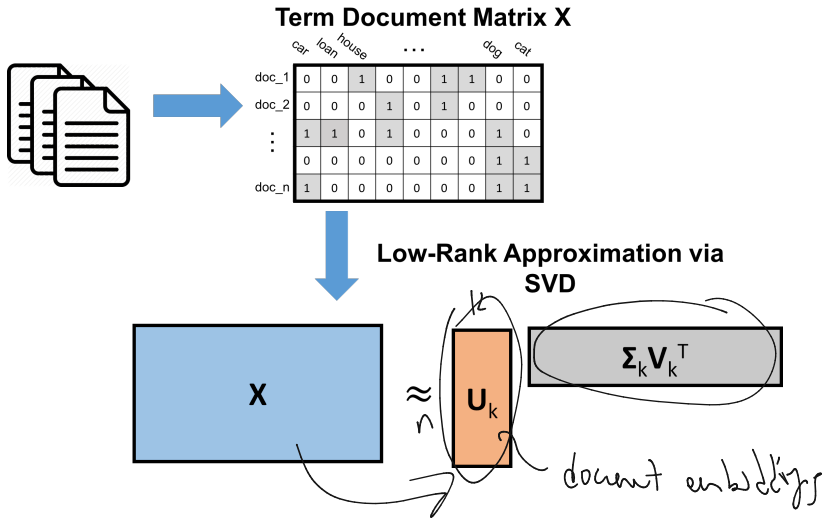 Term Document Matrix X
car loan house ... dog cat
doc_1 0 0 1 0 0 1 1 0 0
doc_2 0 0 0 1 0 1 0 0 0
⋮ 1 1 0 1 0 0 0 1 0
0 0 0 0 0 0 0 1 1
doc_n 1 0 0 0 0 0 0 1 1
Low-Rank Approximation via
SVD
k
X ≈ Uₖ ΣₖVₖᵀ
n
document embeddings